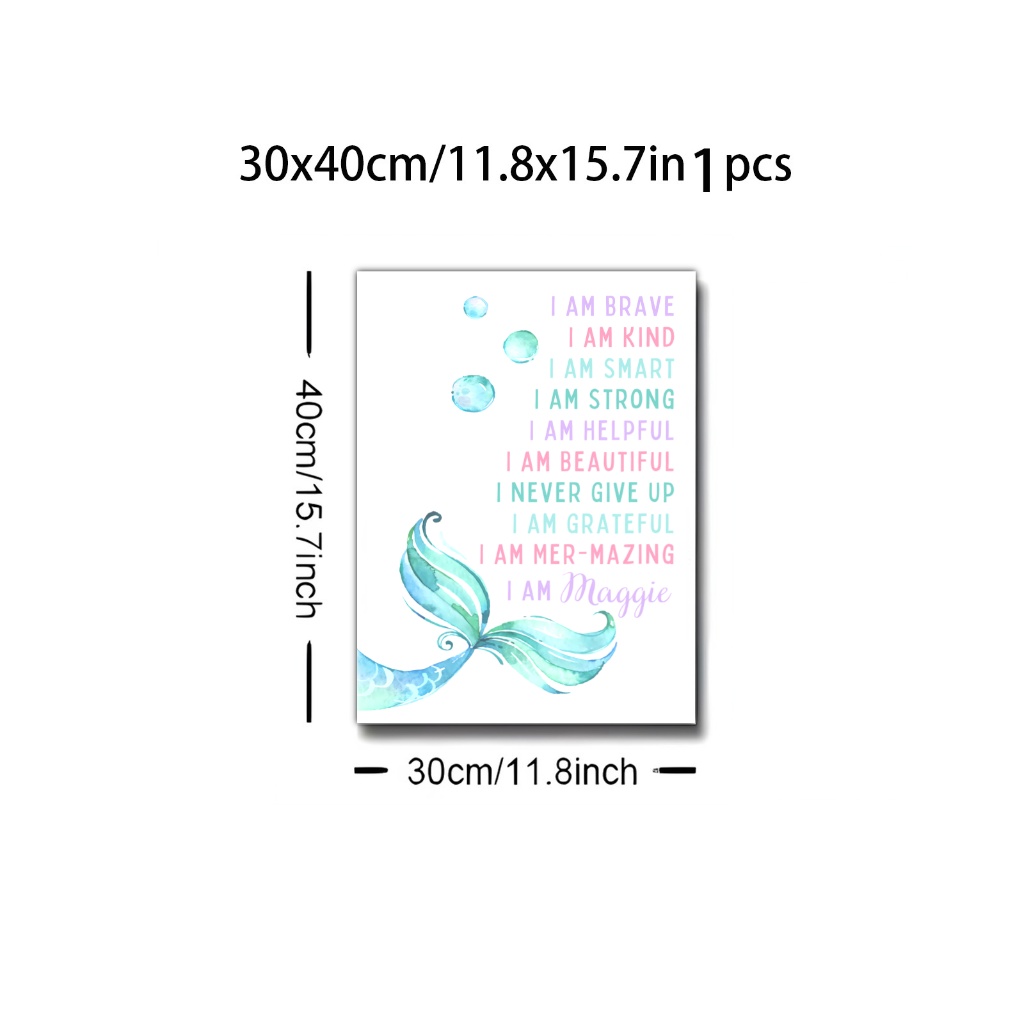 30x40cm/11.8x15.7in 1 pcs
I AM BRAVE
I AM KIND
I AM SMART
I AM STRONG
I AM HELPFUL
I AM BEAUTIFUL
I NEVER GIVE UP
I AM GRATEFUL
I AM MER-MAZING
I AM Maggie
40cm/15.7inch
30cm/11.8inch